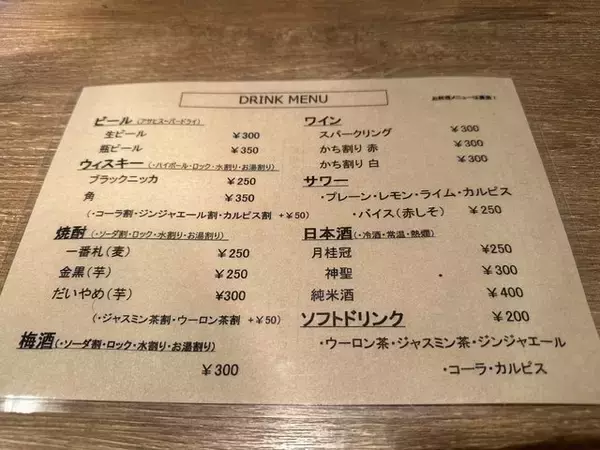 DRINK MENU
ビール(アサヒスーパードライ)
生ビール ¥300
瓶ビール ¥350
ウィスキー(・ハイボール・ロック・水割り・お湯割り)
ブラックニッカ ¥250
角 ¥350
(・コーラ割・ジンジャエール割・カルピス割 +¥50)
焼酎(・ソーダ割・ロック・水割り・お湯割り)
一番札(麦) ¥250
金黒(芋) ¥250
だいやめ(芋) ¥300
(・ジャスミン茶割・ウーロン茶割 +¥50)
梅酒(・ソーダ割・ロック・水割り・お湯割り)
¥300
ワイン
スパークリング ¥300
かち割り 赤 ¥300
かち割り 白 ¥300
サワー
・プレーン・レモン・ライム・カルピス
・バイス(赤しそ) ¥250
日本酒(・冷酒・常温・熱燗)
月桂冠 ¥250
神聖 ¥300
純米酒 ¥400
ソフトドリンク ¥200
・ウーロン茶・ジャスミン茶・ジンジャエール
・コーラ・カルピス